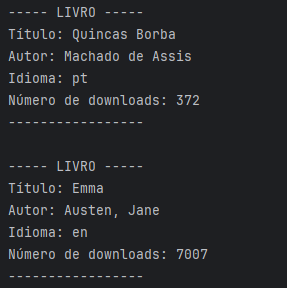 ----- LIVRO -----
Título: Quincas Borba
Autor: Machado de Assis
Idioma: pt
Número de downloads: 372
-----------------

----- LIVRO -----
Título: Emma
Autor: Austen, Jane
Idioma: en
Número de downloads: 7007
-----------------